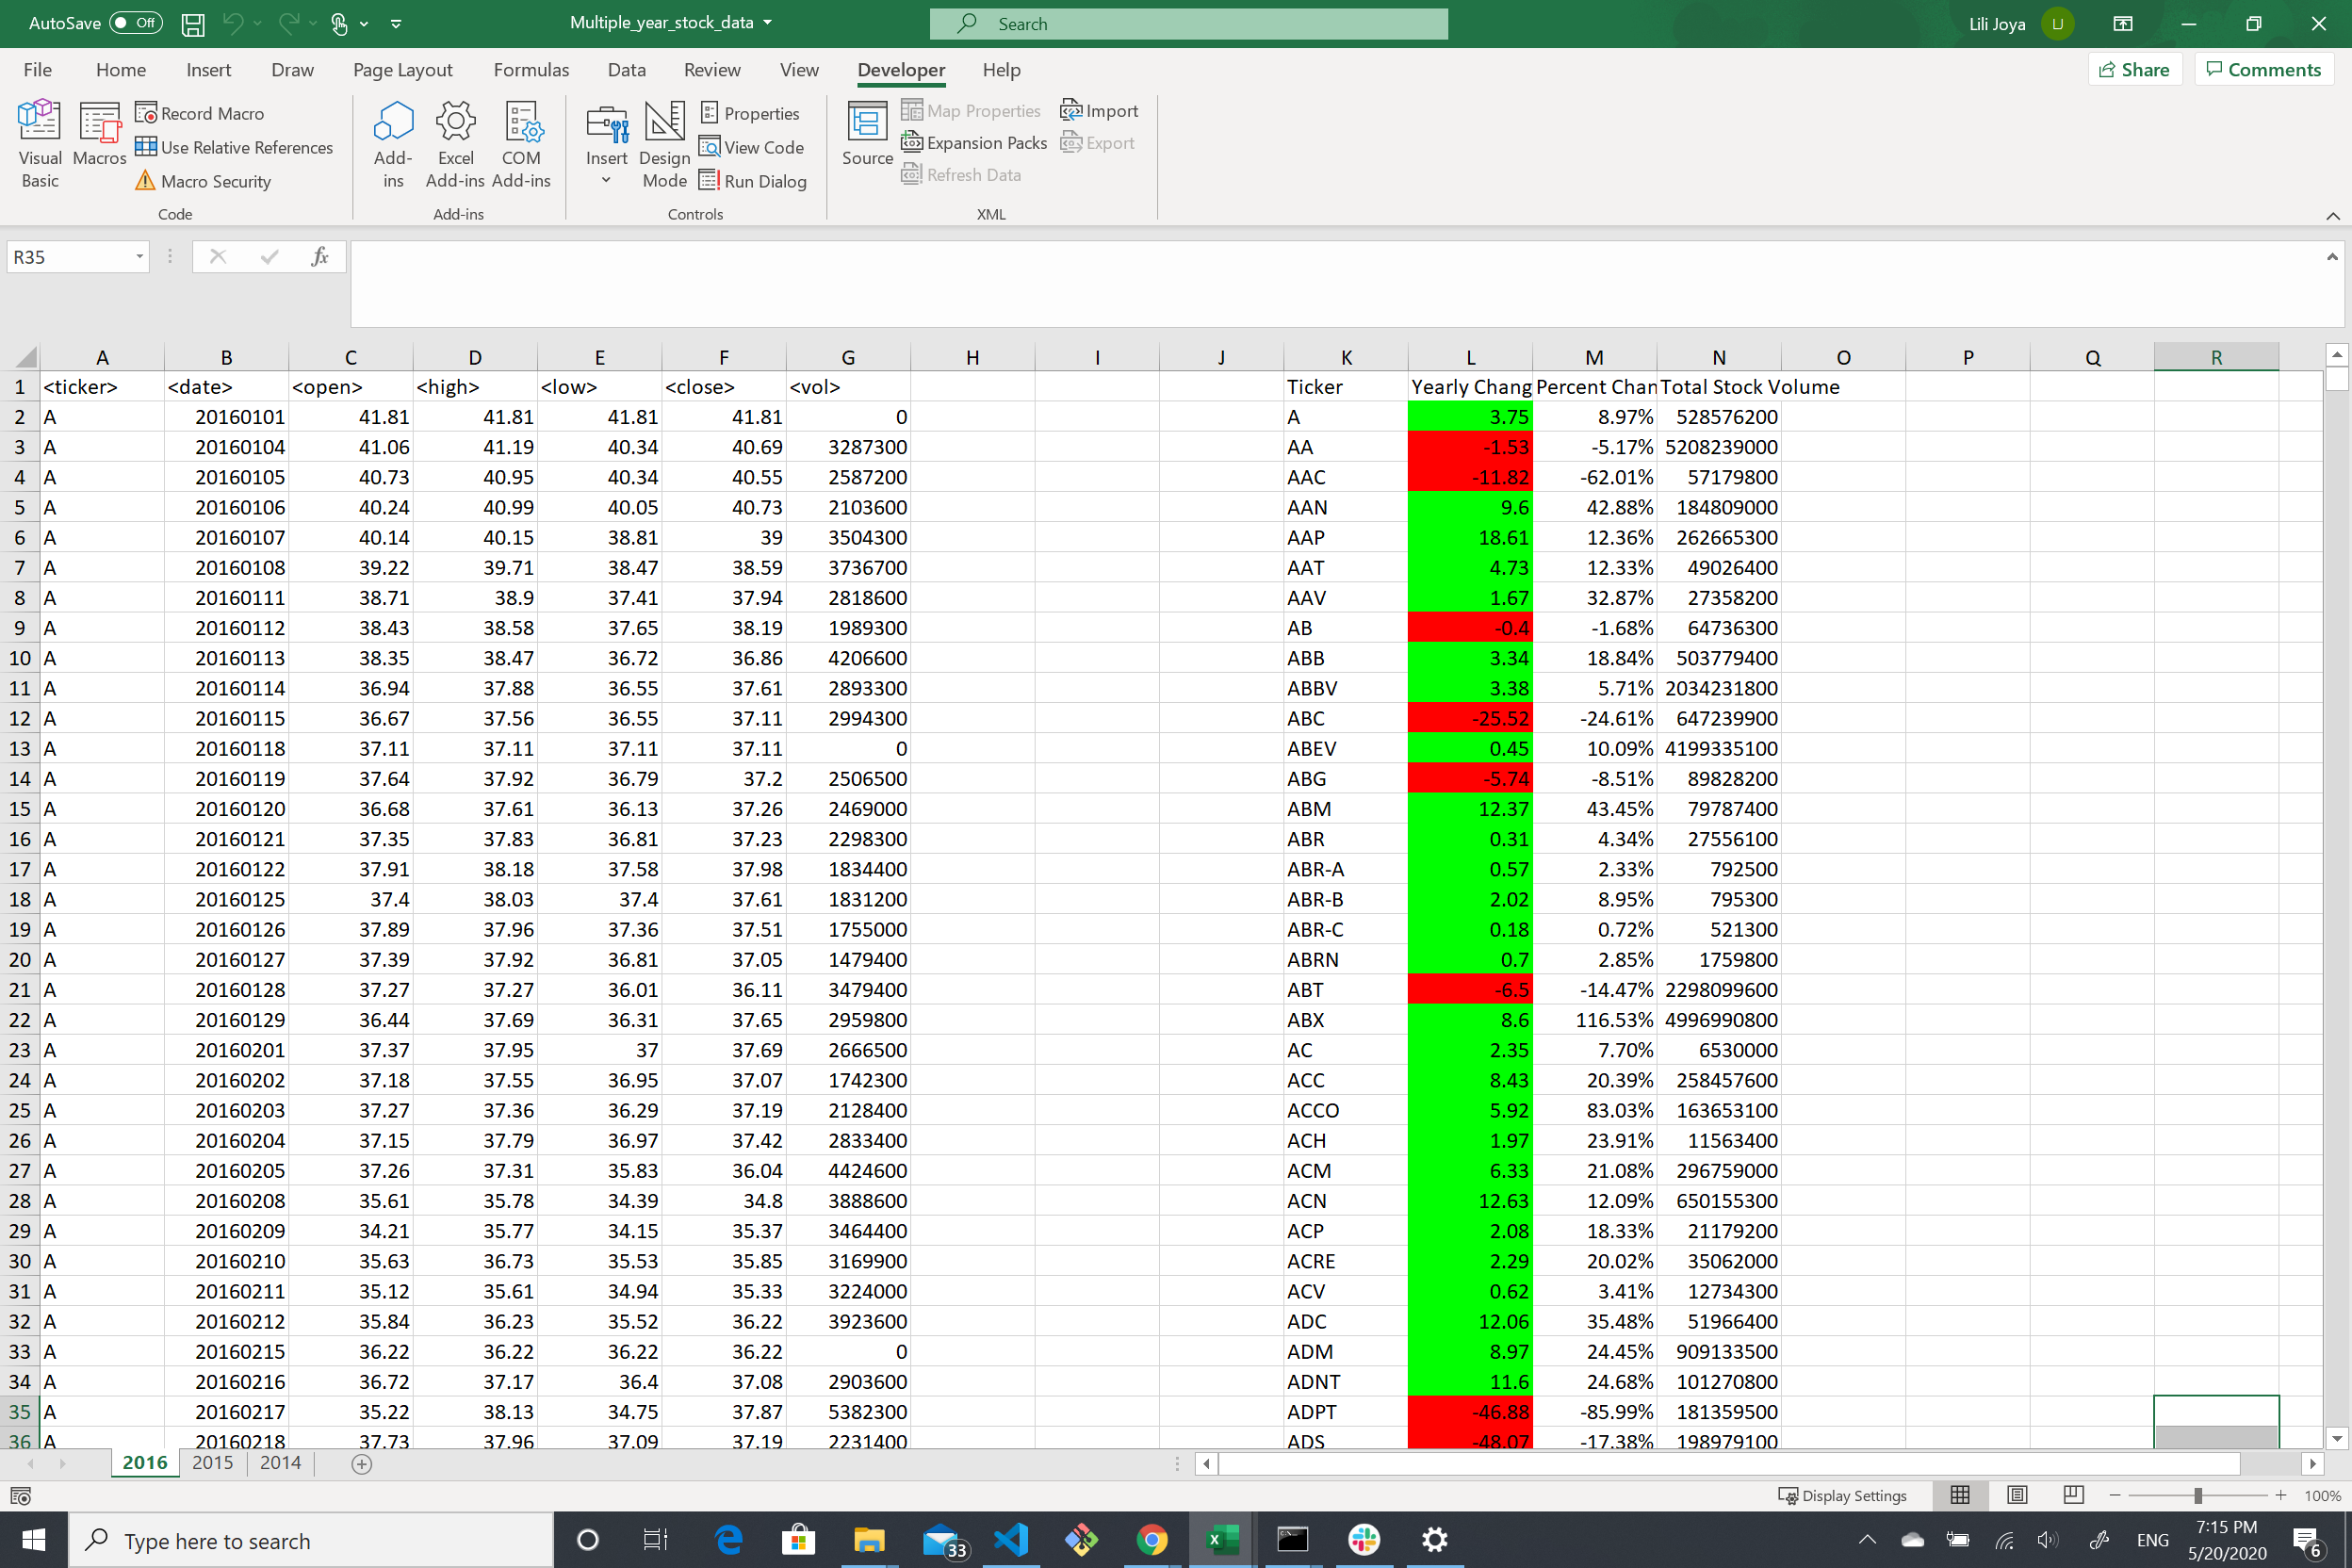 AutoSave Off Multiple_year_stock_data Search Lili Joya LJ
File Home Insert Draw Page Layout Formulas Data Review View Developer Help Share Comments
Visual Basic
Macros
Record Macro
Use Relative References
Macro Security
Code
Add-ins
Excel Add-ins
COM Add-ins
Add-ins
Insert
Design Mode
Properties
View Code
Run Dialog
Controls
Source
Map Properties
Expansion Packs
Refresh Data
Import
Export
XML
R35 fx
A B C D E F G H I J K L M N O P Q R
1 <ticker> <date> <open> <high> <low> <close> <vol> Ticker Yearly Chang Percent Chan Total Stock Volume
2 A 20160101 41.81 41.81 41.81 41.81 0 A 3.75 8.97% 528576200
3 A 20160104 41.06 41.19 40.34 40.69 3287300 AA -1.53 -5.17% 5208239000
4 A 20160105 40.73 40.95 40.34 40.55 2587200 AAC -11.82 -62.01% 57179800
5 A 20160106 40.24 40.99 40.05 40.73 2103600 AAN 9.6 42.88% 184809000
6 A 20160107 40.14 40.15 38.81 39 3504300 AAP 18.61 12.36% 262665300
7 A 20160108 39.22 39.71 38.47 38.59 3736700 AAT 4.73 12.33% 49026400
8 A 20160111 38.71 38.9 37.41 37.94 2818600 AAV 1.67 32.87% 27358200
9 A 20160112 38.43 38.58 37.65 38.19 1989300 AB -0.4 -1.68% 64736300
10 A 20160113 38.35 38.47 36.72 36.86 4206600 ABB 3.34 18.84% 503779400
11 A 20160114 36.94 37.88 36.55 37.61 2893300 ABBV 3.38 5.71% 2034231800
12 A 20160115 36.67 37.56 36.55 37.11 2994300 ABC -25.52 -24.61% 647239900
13 A 20160118 37.11 37.11 37.11 37.11 0 ABEV 0.45 10.09% 4199335100
14 A 20160119 37.64 37.92 36.79 37.2 2506500 ABG -5.74 -8.51% 89828200
15 A 20160120 36.68 37.61 36.13 37.26 2469000 ABM 12.37 43.45% 79787400
16 A 20160121 37.35 37.83 36.81 37.23 2298300 ABR 0.31 4.34% 27556100
17 A 20160122 37.91 38.18 37.58 37.98 1834400 ABR-A 0.57 2.33% 792500
18 A 20160125 37.4 38.03 37.4 37.61 1831200 ABR-B 2.02 8.95% 795300
19 A 20160126 37.89 37.96 37.36 37.51 1755000 ABR-C 0.18 0.72% 521300
20 A 20160127 37.39 37.92 36.81 37.05 1479400 ABRN 0.7 2.85% 1759800
21 A 20160128 37.27 37.27 36.01 36.11 3479400 ABT -6.5 -14.47% 2298099600
22 A 20160129 36.44 37.69 36.31 37.65 2959800 ABX 8.6 116.53% 4996990800
23 A 20160201 37.37 37.95 37 37.69 2666500 AC 2.35 7.70% 6530000
24 A 20160202 37.18 37.55 36.95 37.07 1742300 ACC 8.43 20.39% 258457600
25 A 20160203 37.27 37.36 36.29 37.19 2128400 ACCO 5.92 83.03% 163653100
26 A 20160204 37.15 37.79 36.97 37.42 2833400 ACH 1.97 23.91% 11563400
27 A 20160205 37.26 37.31 35.83 36.04 4424600 ACM 6.33 21.08% 296759000
28 A 20160208 35.61 35.78 34.39 34.8 3888600 ACN 12.63 12.09% 650155300
29 A 20160209 34.21 35.77 34.15 35.37 3464400 ACP 2.08 18.33% 21179200
30 A 20160210 35.63 36.73 35.53 35.85 3169900 ACRE 2.29 20.02% 35062000
31 A 20160211 35.12 35.61 34.94 35.33 3224000 ACV 0.62 3.41% 12734300
32 A 20160212 35.84 36.23 35.52 36.22 3923600 ADC 12.06 35.48% 51966400
33 A 20160215 36.22 36.22 36.22 36.22 0 ADM 8.97 24.45% 909133500
34 A 20160216 36.72 37.17 36.4 37.08 2903600 ADNT 11.6 24.68% 101270800
35 A 20160217 35.22 38.13 34.75 37.87 5382300 ADPT -46.88 -85.99% 181359500
36 A 20160218 37.73 37.96 37.09 37.19 2231400 ADS -48.07 -17.38% 198979100
2016 2015 2014
Display Settings 100%
Type here to search 33 ENG 7:15 PM
5/20/2020 6